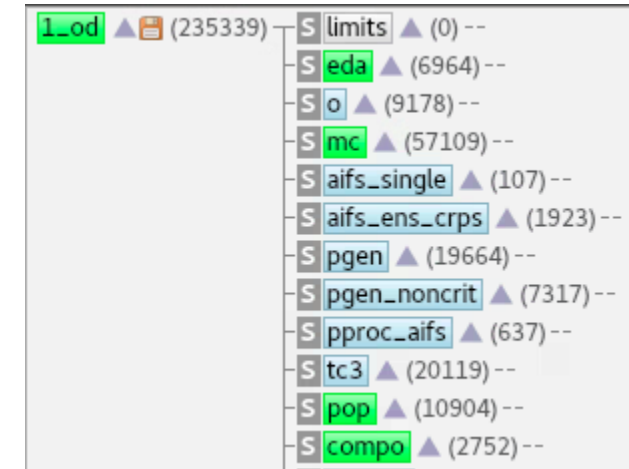 1_od (235339) S limits (0)
S eda (6964)
S o (9178)
S mc (57109)
S aifs_single (107)
S aifs_ens_crps (1923)
S pgen (19664)
S pgen_noncrit (7317)
S pproc_aifs (637)
S tc3 (20119)
S pop (10904)
S compo (2752)